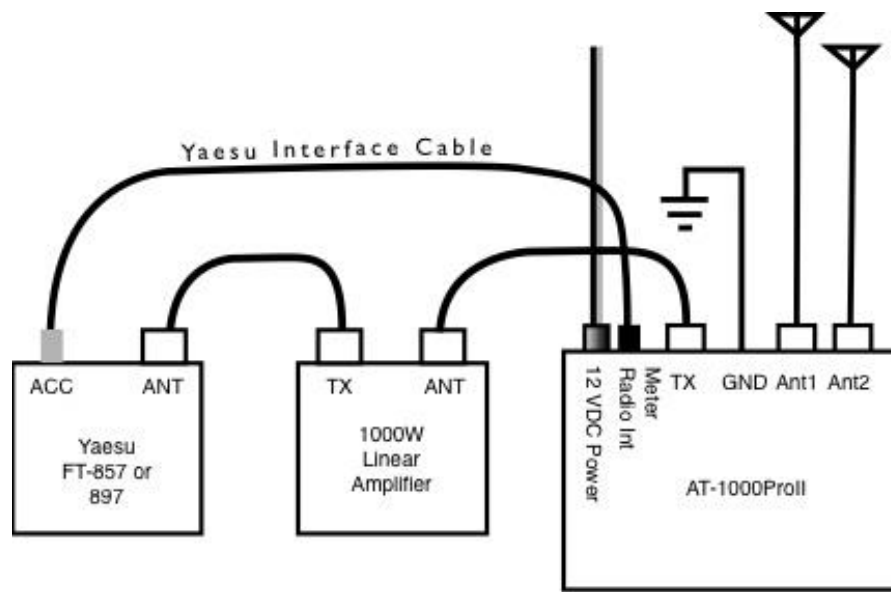 Yaesu Interface Cable
ACC
ANT
Yaesu
FT-857 or
897
TX
ANT
1000W
Linear
Amplifier
12 VDC Power
Radio Int
Meter
TX
GND
Ant1
Ant2
AT-1000ProII